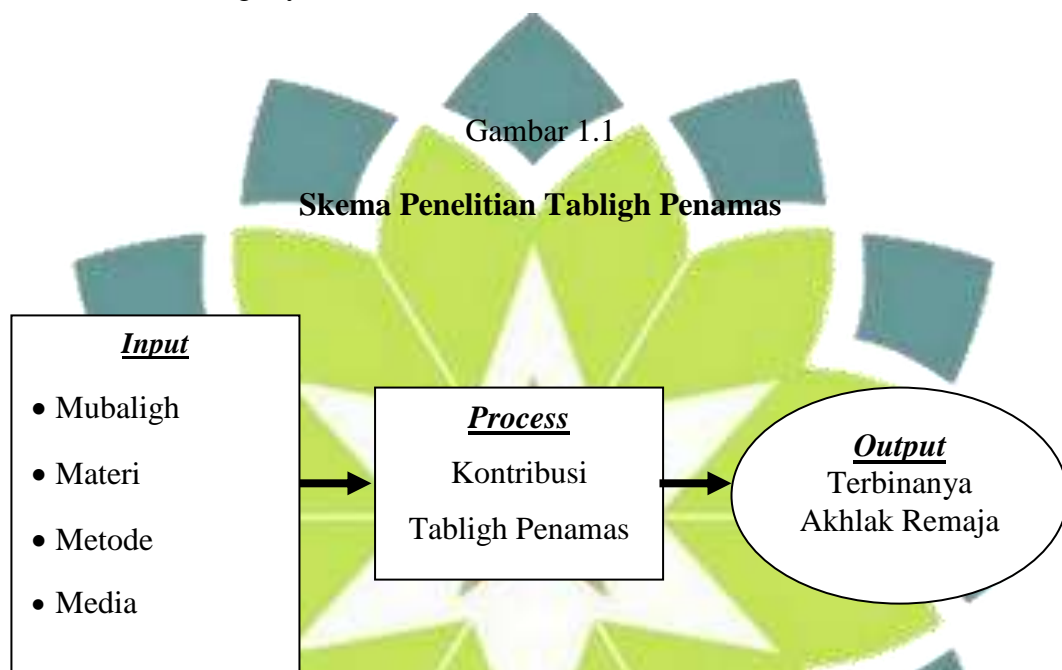 Gambar 1.1
Skema Penelitian Tabligh Penamas
Input
• Mubaligh
• Materi
• Metode
• Media
Process
Kontribusi
Tabligh Penamas
Output
Terbinanya
Akhlak Remaja